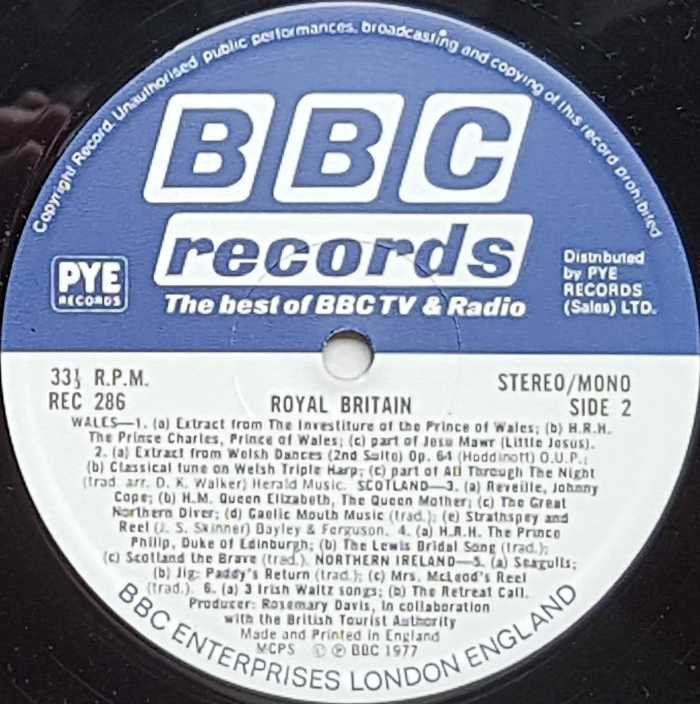 Copyright Record. Unauthorised public performances, broadcasting and copying of this record prohibited
BBC
records
The best of BBC TV & Radio
PYE
RECORDS
Distributed
by PYE
RECORDS
(Sales) LTD.
33⅓ R.P.M.
REC 286
ROYAL BRITAIN
STEREO/MONO
SIDE 2
WALES—1. (a) Extract from The Investiture of the Prince of Wales; (b) H.R.H.
The Prince Charles, Prince of Wales; (c) part of Jesu Mawr (Little Jesus).
2. (a) Extract from Welsh Dances (2nd Suite) Op. 64 (Hoddinott) O.U.P.;
(b) Classical tune on Welsh Triple Harp; (c) part of All Through The Night
(trad. arr. D. K. Walker) Herald Music. SCOTLAND—3. (a) Reveille, Johnny
Cope; (b) H.M. Queen Elizabeth, The Queen Mother; (c) The Great
Northern Diver; (d) Gaelic Mouth Music (trad.); (e) Strathspey and
Reel (J. S. Skinner) Bayley & Ferguson. 4. (a) H.R.H. The Prince
Philip, Duke of Edinburgh; (b) The Lewis Bridal Song (trad.);
(c) Scotland the Brave (trad.). NORTHERN IRELAND—5. (a) Seagulls;
(b) Jig: Paddy's Return (trad.); (c) Mrs. McLeod's Reel
(trad.). 6. (a) 3 Irish Waltz songs; (b) The Retreat Call.
Producer: Rosemary Davis, in collaboration
with the British Tourist Authority
Made and Printed in England
MCPS © ℗ BBC 1977
BBC ENTERPRISES LONDON ENGLAND